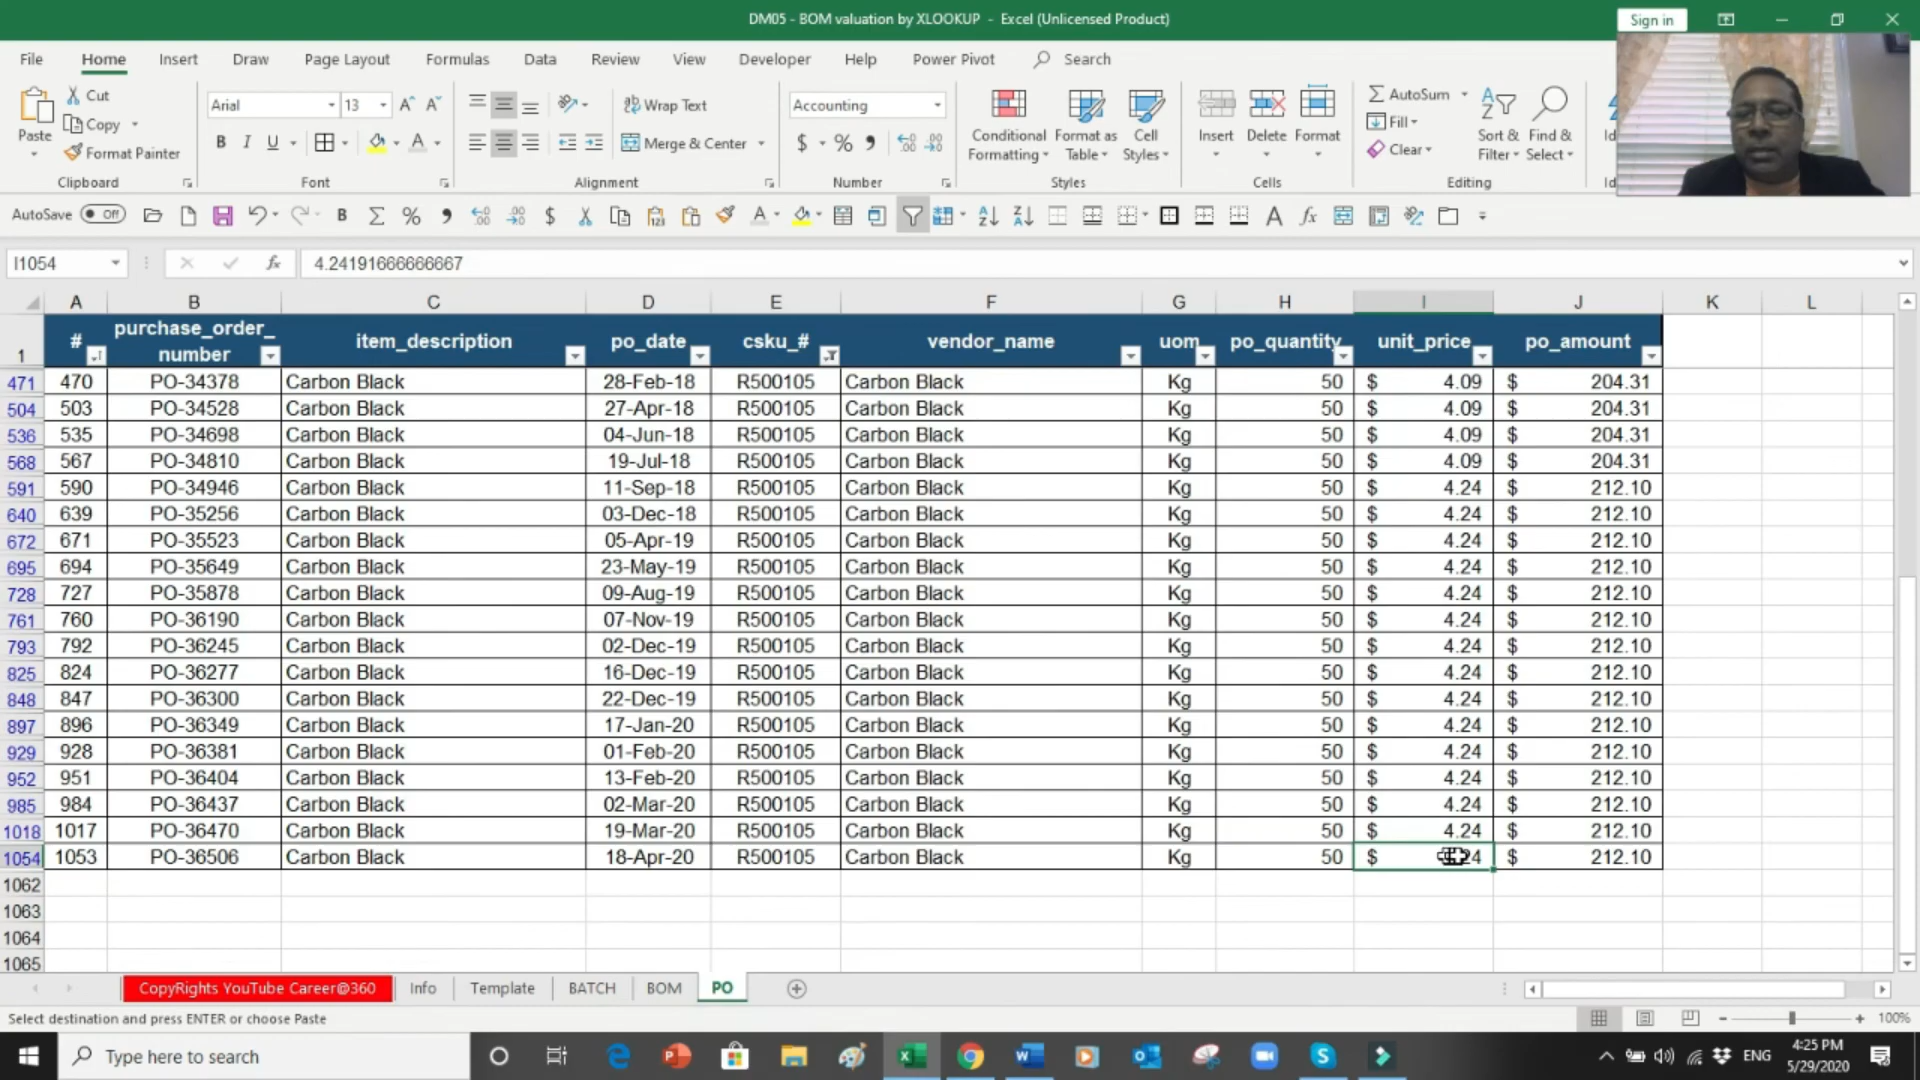 DM05 - BOM valuation by XLOOKUP - Excel (Unlicensed Product)
Sign in
File Home Insert Draw Page Layout Formulas Data Review View Developer Help Power Pivot Search
Paste
Cut
Copy
Format Painter
Clipboard
Arial 13
B I U
Font
Wrap Text
Merge & Center
Alignment
Accounting
$ % ,
Number
Conditional Formatting
Format as Table
Cell Styles
Styles
Insert Delete Format
Cells
AutoSum
Fill
Clear
Sort & Filter
Find & Select
Editing
AutoSave Off
I1054
4.24191666666667
A B C D E F G H I J K L
1 # purchase_order_number item_description po_date csku_# vendor_name uom po_quantity unit_price po_amount
471 470 PO-34378 Carbon Black 28-Feb-18 R500105 Carbon Black Kg 50 $ 4.09 $ 204.31
504 503 PO-34528 Carbon Black 27-Apr-18 R500105 Carbon Black Kg 50 $ 4.09 $ 204.31
536 535 PO-34698 Carbon Black 04-Jun-18 R500105 Carbon Black Kg 50 $ 4.09 $ 204.31
568 567 PO-34810 Carbon Black 19-Jul-18 R500105 Carbon Black Kg 50 $ 4.09 $ 204.31
591 590 PO-34946 Carbon Black 11-Sep-18 R500105 Carbon Black Kg 50 $ 4.24 $ 212.10
640 639 PO-35256 Carbon Black 03-Dec-18 R500105 Carbon Black Kg 50 $ 4.24 $ 212.10
672 671 PO-35523 Carbon Black 05-Apr-19 R500105 Carbon Black Kg 50 $ 4.24 $ 212.10
695 694 PO-35649 Carbon Black 23-May-19 R500105 Carbon Black Kg 50 $ 4.24 $ 212.10
728 727 PO-35878 Carbon Black 09-Aug-19 R500105 Carbon Black Kg 50 $ 4.24 $ 212.10
761 760 PO-36190 Carbon Black 07-Nov-19 R500105 Carbon Black Kg 50 $ 4.24 $ 212.10
793 792 PO-36245 Carbon Black 02-Dec-19 R500105 Carbon Black Kg 50 $ 4.24 $ 212.10
825 824 PO-36277 Carbon Black 16-Dec-19 R500105 Carbon Black Kg 50 $ 4.24 $ 212.10
848 847 PO-36300 Carbon Black 22-Dec-19 R500105 Carbon Black Kg 50 $ 4.24 $ 212.10
897 896 PO-36349 Carbon Black 17-Jan-20 R500105 Carbon Black Kg 50 $ 4.24 $ 212.10
929 928 PO-36381 Carbon Black 01-Feb-20 R500105 Carbon Black Kg 50 $ 4.24 $ 212.10
952 951 PO-36404 Carbon Black 13-Feb-20 R500105 Carbon Black Kg 50 $ 4.24 $ 212.10
985 984 PO-36437 Carbon Black 02-Mar-20 R500105 Carbon Black Kg 50 $ 4.24 $ 212.10
1018 1017 PO-36470 Carbon Black 19-Mar-20 R500105 Carbon Black Kg 50 $ 4.24 $ 212.10
1054 1053 PO-36506 Carbon Black 18-Apr-20 R500105 Carbon Black Kg 50 $ 24 $ 212.10
1062
1063
1064
1065
CopyRights YouTube Career@360 Info Template BATCH BOM PO
Select destination and press ENTER or choose Paste
100%
Type here to search
ENG
4:25 PM
5/29/2020